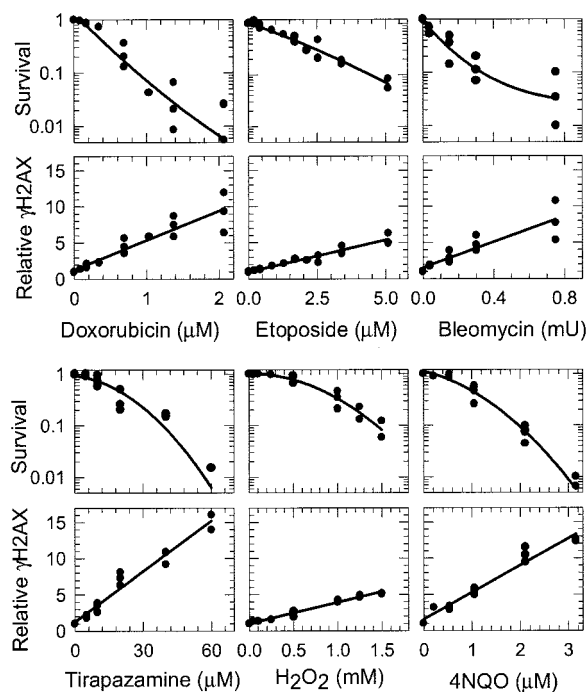 Survival
1
0.1
0.01
Relative γH2AX
15
10
5
0
0 1 2
0.0 2.5 5.0
0.0 0.4 0.8
Doxorubicin (μM) Etoposide (μM) Bleomycin (mU)
Survival
1
0.1
0.01
Relative γH2AX
15
10
5
0
0 30 60
0.0 0.5 1.0 1.5
0 1 2 3
Tirapazamine (μM) H2O2 (mM) 4NQO (μM)